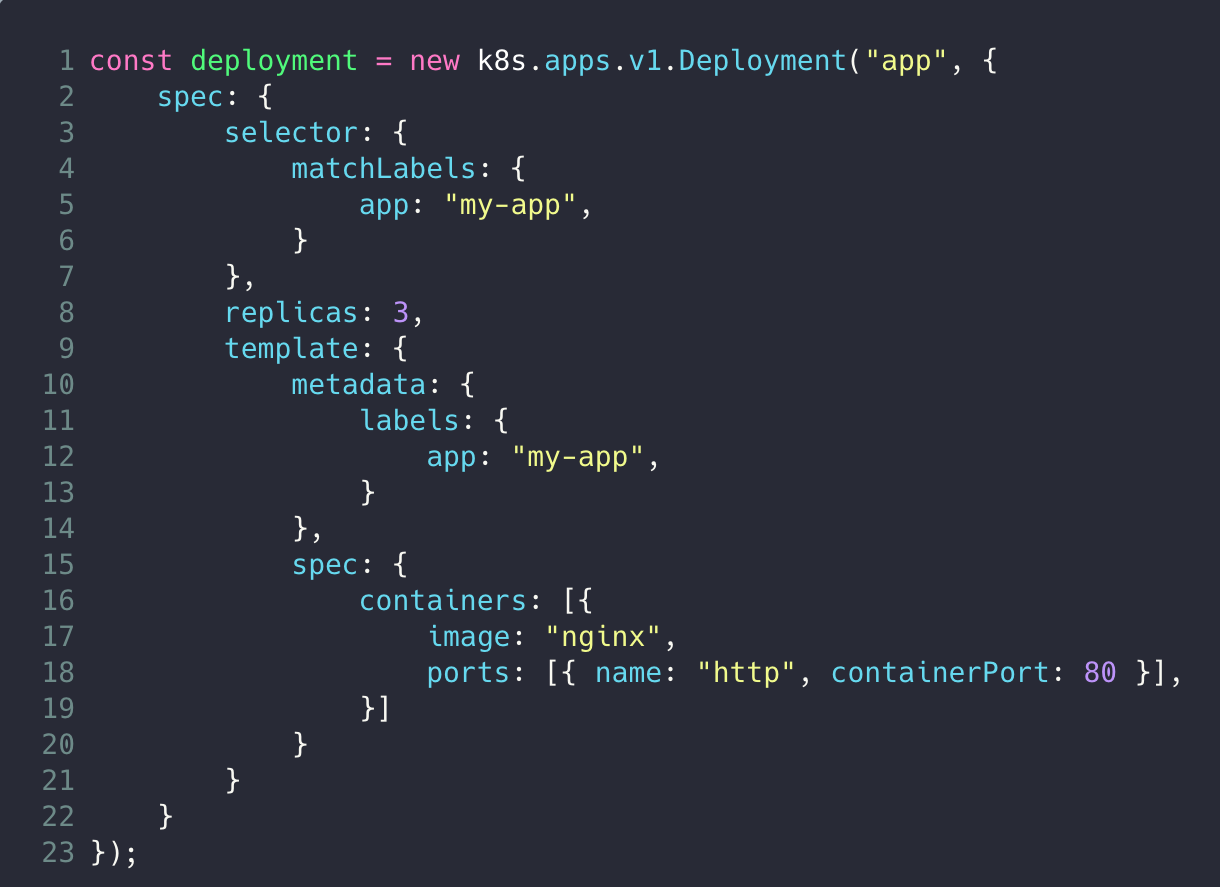 1 const deployment = new k8s.apps.v1.Deployment("app", {
2     spec: {
3         selector: {
4             matchLabels: {
5                 app: "my-app",
6             }
7         },
8         replicas: 3,
9         template: {
10             metadata: {
11                 labels: {
12                     app: "my-app",
13                 }
14             },
15             spec: {
16                 containers: [{
17                     image: "nginx",
18                     ports: [{ name: "http", containerPort: 80 }],
19                 }]
20             }
21         }
22     }
23 });